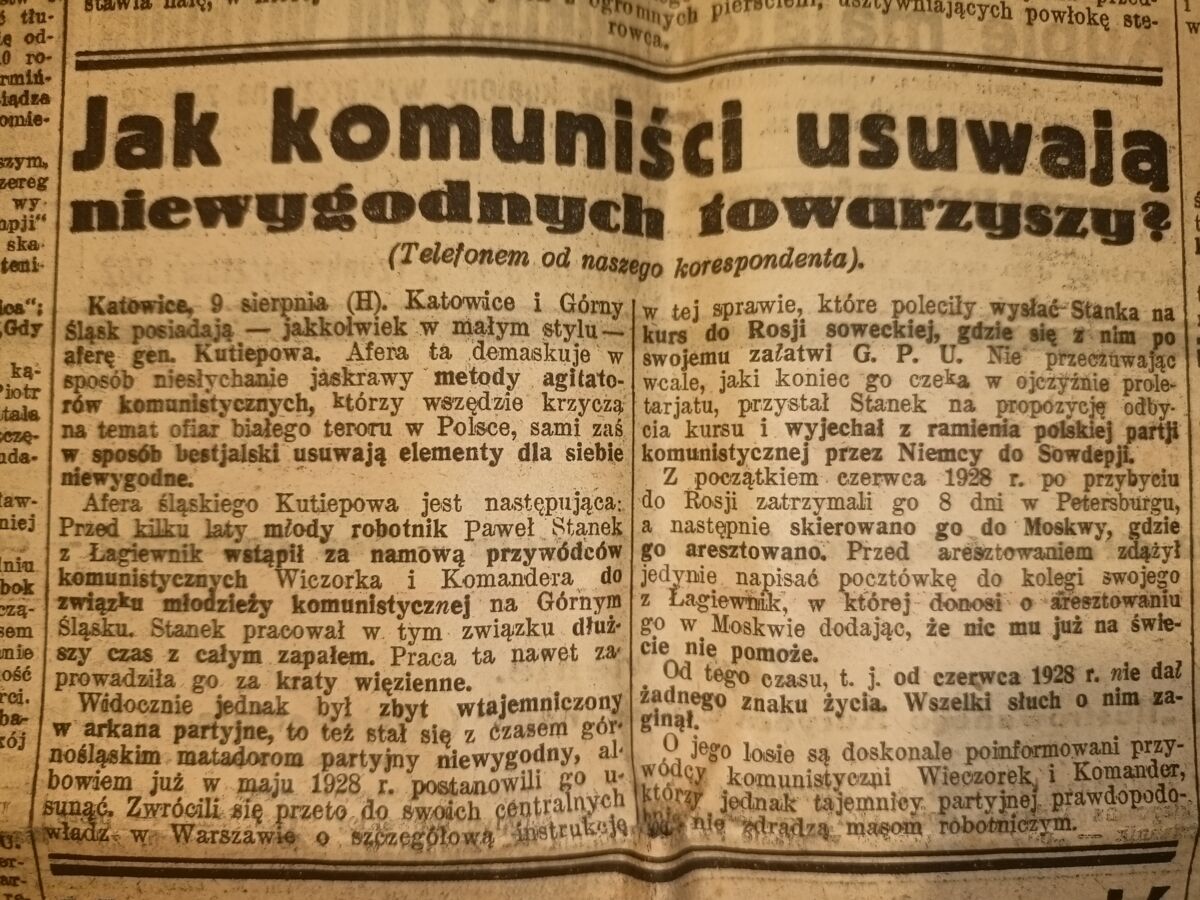 ogromnych pierścieni, usztywniających powłokę ste-
rowca.
Jak komuniści usuwają
niewygodnych towarzyszy?
(Telefonem od naszego korespondenta).
Katowice, 9 sierpnia (H). Katowice i Górny
Śląsk posiadają — jakkolwiek w małym stylu —
aferę gen. Kutiepowa. Afera ta demaskuje w
sposób niesłychanie jaskrawy metody agitato-
rów komunistycznych, którzy wszędzie krzyczą
na temat ofiar białego teroru w Polsce, sami zaś
w sposób bestjalski usuwają elementy dla siebie
niewygodne.
Afera śląskiego Kutiepowa jest następująca:
Przed kilku laty młody robotnik Paweł Stanek
z Łagiewnik wstąpił za namową przywódców
komunistycznych Wiczorka i Komandera do
związku młodzieży komunistycznej na Górnym
Śląsku. Stanek pracował w tym związku dłuż-
szy czas z całym zapałem. Praca ta nawet za-
prowadziła go za kraty więzienne.
Widocznie jednak był zbyt wtajemniczony
w arkana partyjne, to też stał się z czasem gór-
nośląskim matadorom partyjny niewygodny, al-
bowiem już w maju 1928 r. postanowili go u-
sunąć. Zwrócili się przeto do swoich centralnych
władz w Warszawie o szczegółową instrukcję
w tej sprawie, które poleciły wysłać Stanka na
kurs do Rosji soweckiej, gdzie się z nim po
swojemu załatwi G. P. U. Nie przeczuwając
wcale, jaki koniec go czeka w ojczyźnie prole-
tarjatu, przystał Stanek na propozycję odby-
cia kursu i wyjechał z ramienia polskiej partji
komunistycznej przez Niemcy do Sowdepji.
Z początkiem czerwca 1928 r. po przybyciu
do Rosji zatrzymali go 8 dni w Petersburgu,
a następnie skierowano go do Moskwy, gdzie
go aresztowano. Przed aresztowaniem zdążył
jedynie napisać pocztówkę do kolegi swojego
z Łagiewnik, w której donosi o aresztowaniu
go w Moskwie dodając, że nic mu już na świe-
cie nie pomoże.
Od tego czasu, t. j. od czerwca 1928 r. nie dał
żadnego znaku życia. Wszelki słuch o nim za-
ginął.
O jego losie są doskonale poinformowani przy-
wódcy komunistyczni Wieczorek i Komander,
którzy jednak tajemnicy partyjnej prawdopodo-
nie zdradzą masom robotniczym.